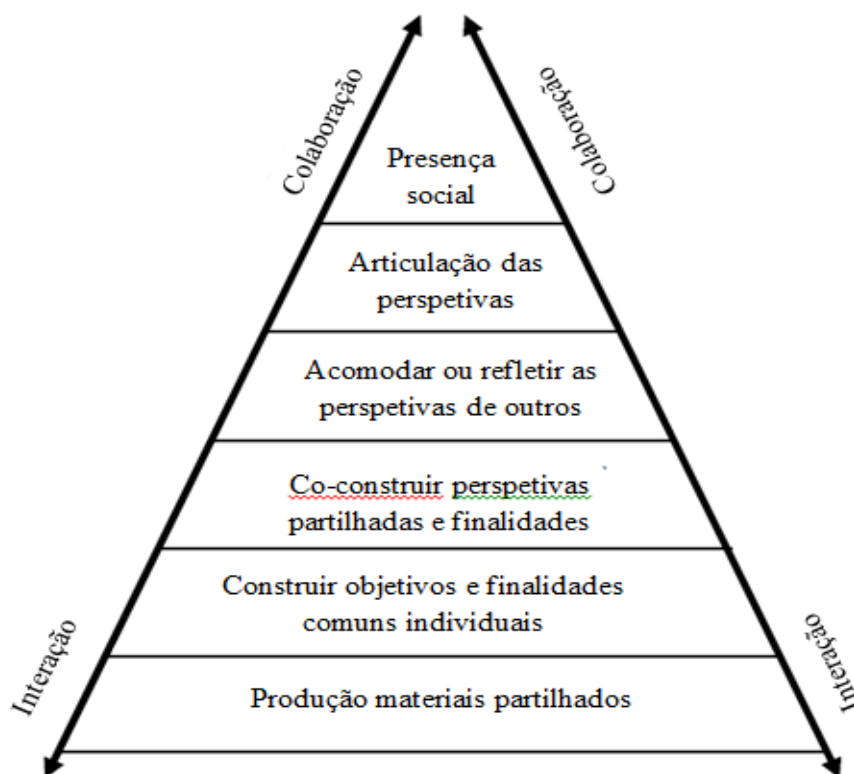 Colaboração
Colaboração
Presença
social
Articulação das
perspetivas
Acomodar ou refletir as
perspetivas de outros
Co-construir perspetivas
partilhadas e finalidades
Construir objetivos e finalidades
comuns individuais
Interação
Interação
Produção materiais partilhados